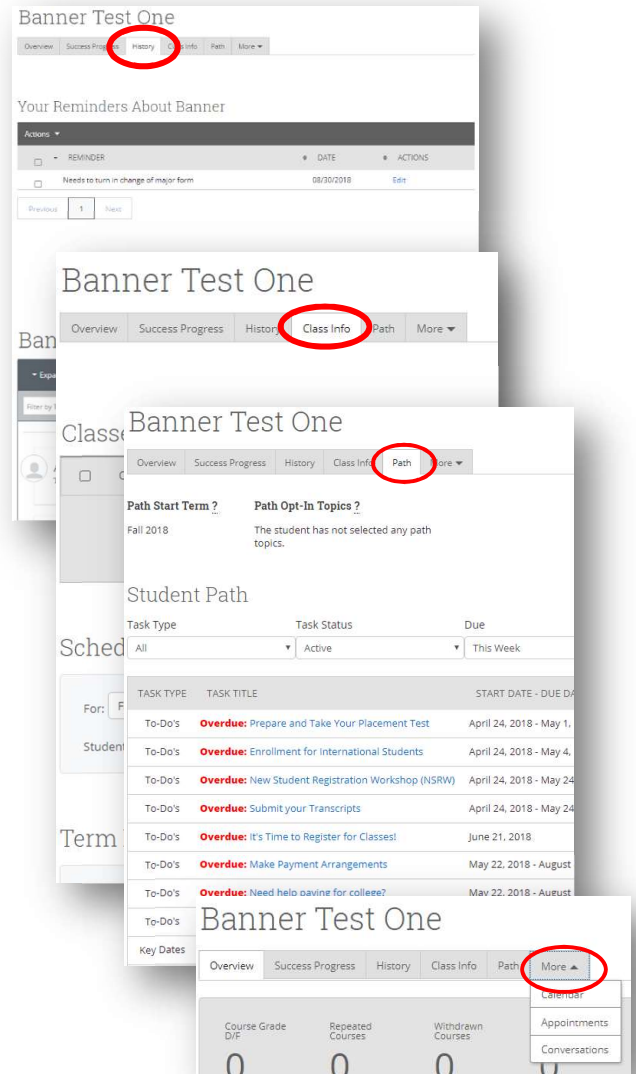 Banner Test One
Overview Success Progress History Class Info Path More
Your Reminders About Banner
Actions
REMINDER DATE ACTIONS
Needs to turn in change of major form 08/30/2018 Edit
Previous 1 Next
Ban
Expa
Filter by
Banner Test One
Overview Success Progress History Class Info Path More
Classe
Sched
For: F
Student
Term
Banner Test One
Overview Success Progress History Class Info Path More
Path Start Term ? Path Opt-In Topics ?
Fall 2018 The student has not selected any path
topics.
Student Path
Task Type Task Status Due
All Active This Week
TASK TYPE TASK TITLE START DATE - DUE DA
To-Do's Overdue: Prepare and Take Your Placement Test April 24, 2018 - May 1,
To-Do's Overdue: Enrollment for International Students April 24, 2018 - May 4,
To-Do's Overdue: New Student Registration Workshop (NSRW) April 24, 2018 - May 24
To-Do's Overdue: Submit your Transcripts April 24, 2018 - May 24
To-Do's Overdue: It's Time to Register for Classes! June 21, 2018
To-Do's Overdue: Make Payment Arrangements May 22, 2018 - August
To-Do's Overdue: Need help paying for college? May 22, 2018 - August
To-Do's
Key Dates
Banner Test One
Overview Success Progress History Class Info Path More
Calendar
Appointments
Conversations
Course Grade Repeated Withdrawn
D/F Courses Courses
0 0 0 0